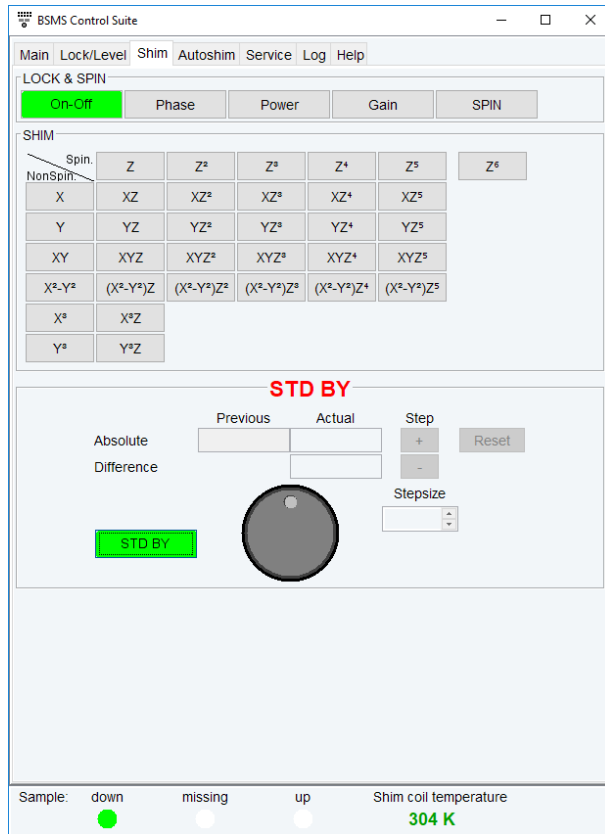 BSMS Control Suite
Main Lock/Level Shim Autoshim Service Log Help
LOCK & SPIN
On-Off Phase Power Gain SPIN
SHIM
Spin.
NonSpin. Z Z² Z³ Z⁴ Z⁵ Z⁶
X XZ XZ² XZ³ XZ⁴ XZ⁵
Y YZ YZ² YZ³ YZ⁴ YZ⁵
XY XYZ XYZ² XYZ³ XYZ⁴ XYZ⁵
X²-Y² (X²-Y²)Z (X²-Y²)Z² (X²-Y²)Z³ (X²-Y²)Z⁴ (X²-Y²)Z⁵
X³ X³Z
Y³ Y³Z
STD BY
Previous Actual Step
Absolute + Reset
Difference -
Stepsize
STD BY
Sample: down missing up Shim coil temperature
304 K